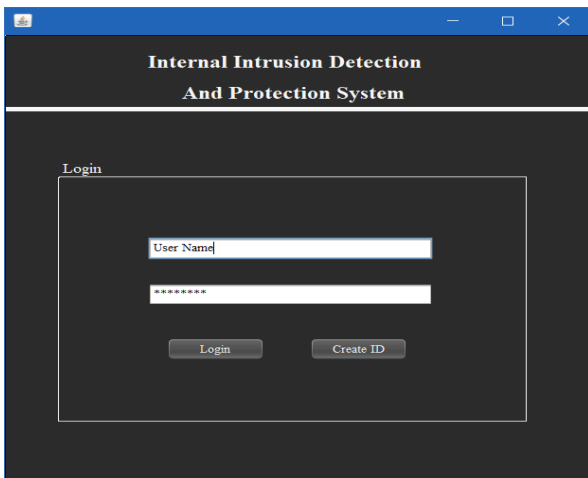 Internal Intrusion Detection
And Protection System
Login
User Name
********
Login
Create ID